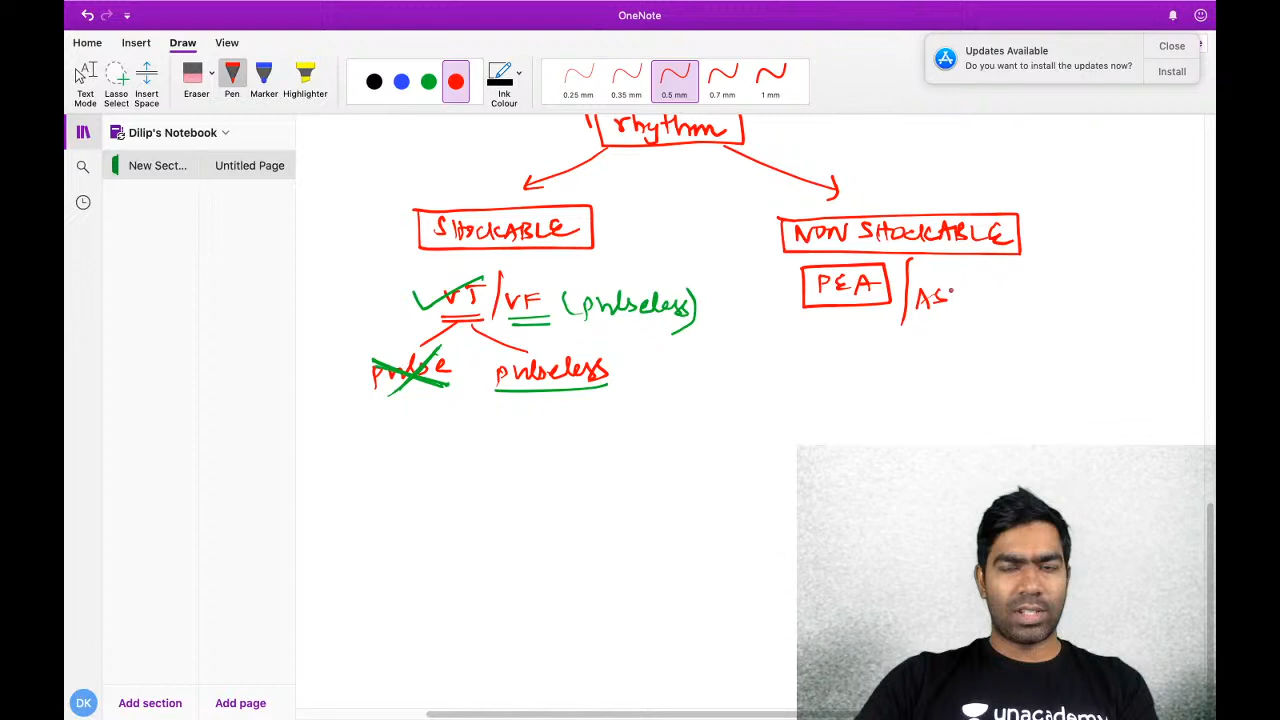 OneNote
Home Insert Draw View
Updates Available
Do you want to install the updates now?
Close
Install
Text Mode
Lasso Select
Insert Space
Eraser
Pen
Marker
Highlighter
Ink Colour
0.25 mm
0.35 mm
0.5 mm
0.7 mm
1 mm
Dilip's Notebook
New Sect...
Untitled Page
rhythm
SHOCKABLE
NON SHOCKABLE
VT / VF (pulseless)
PEA / AS
pulse pulseless
unacademy
DK
Add section
Add page